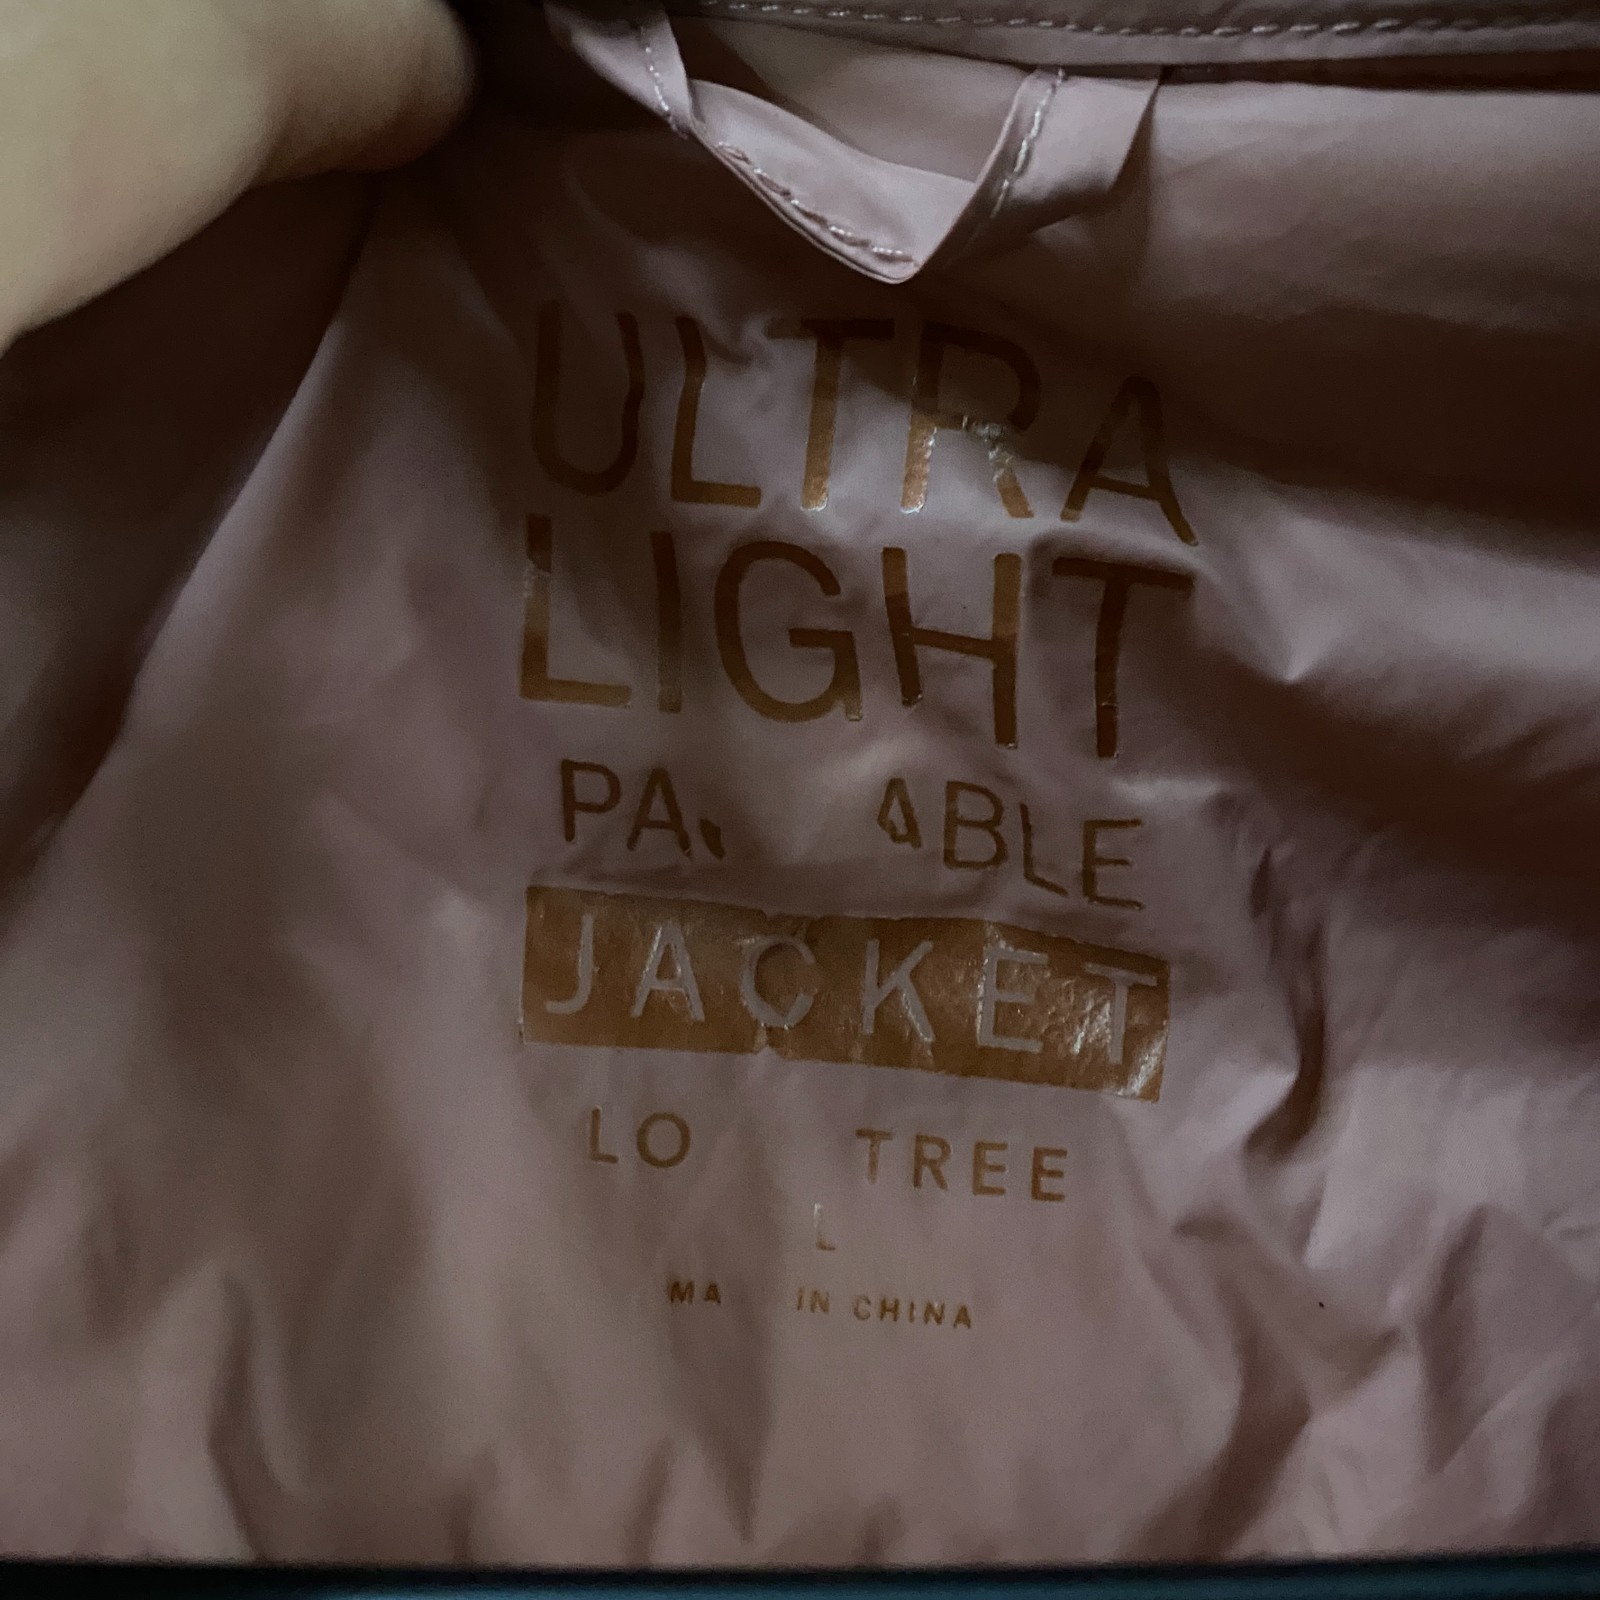 ULTRA
LIGHT
PA ABLE
JACKET
LO TREE
L
MA IN CHINA